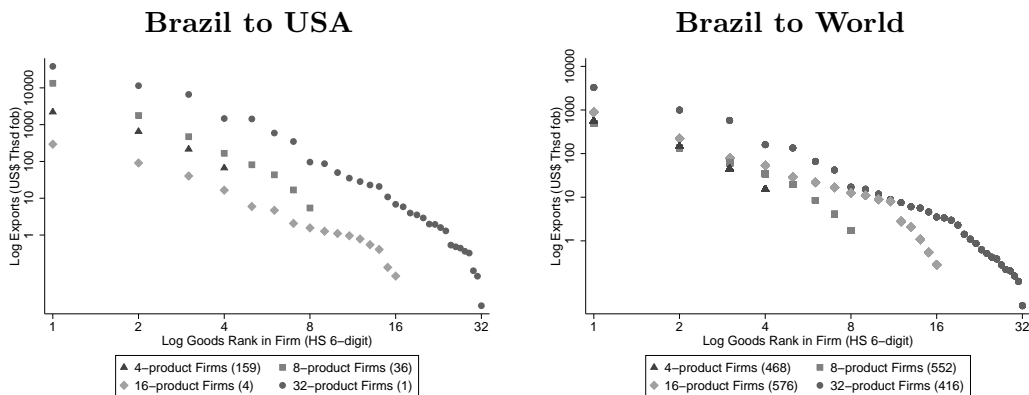 Brazil to USA
Log Exports (US$ Thsd fob)
10000
1000
100
10
1
1 2 4 8 16 32
Log Goods Rank in Firm (HS 6−digit)
4−product Firms (159) 8−product Firms (36)
16−product Firms (4) 32−product Firms (1)
Brazil to World
Log Exports (US$ Thsd fob)
10000
1000
100
10
1
1 2 4 8 16 32
Log Goods Rank in Firm (HS 6−digit)
4−product Firms (468) 8−product Firms (552)
16−product Firms (576) 32−product Firms (416)